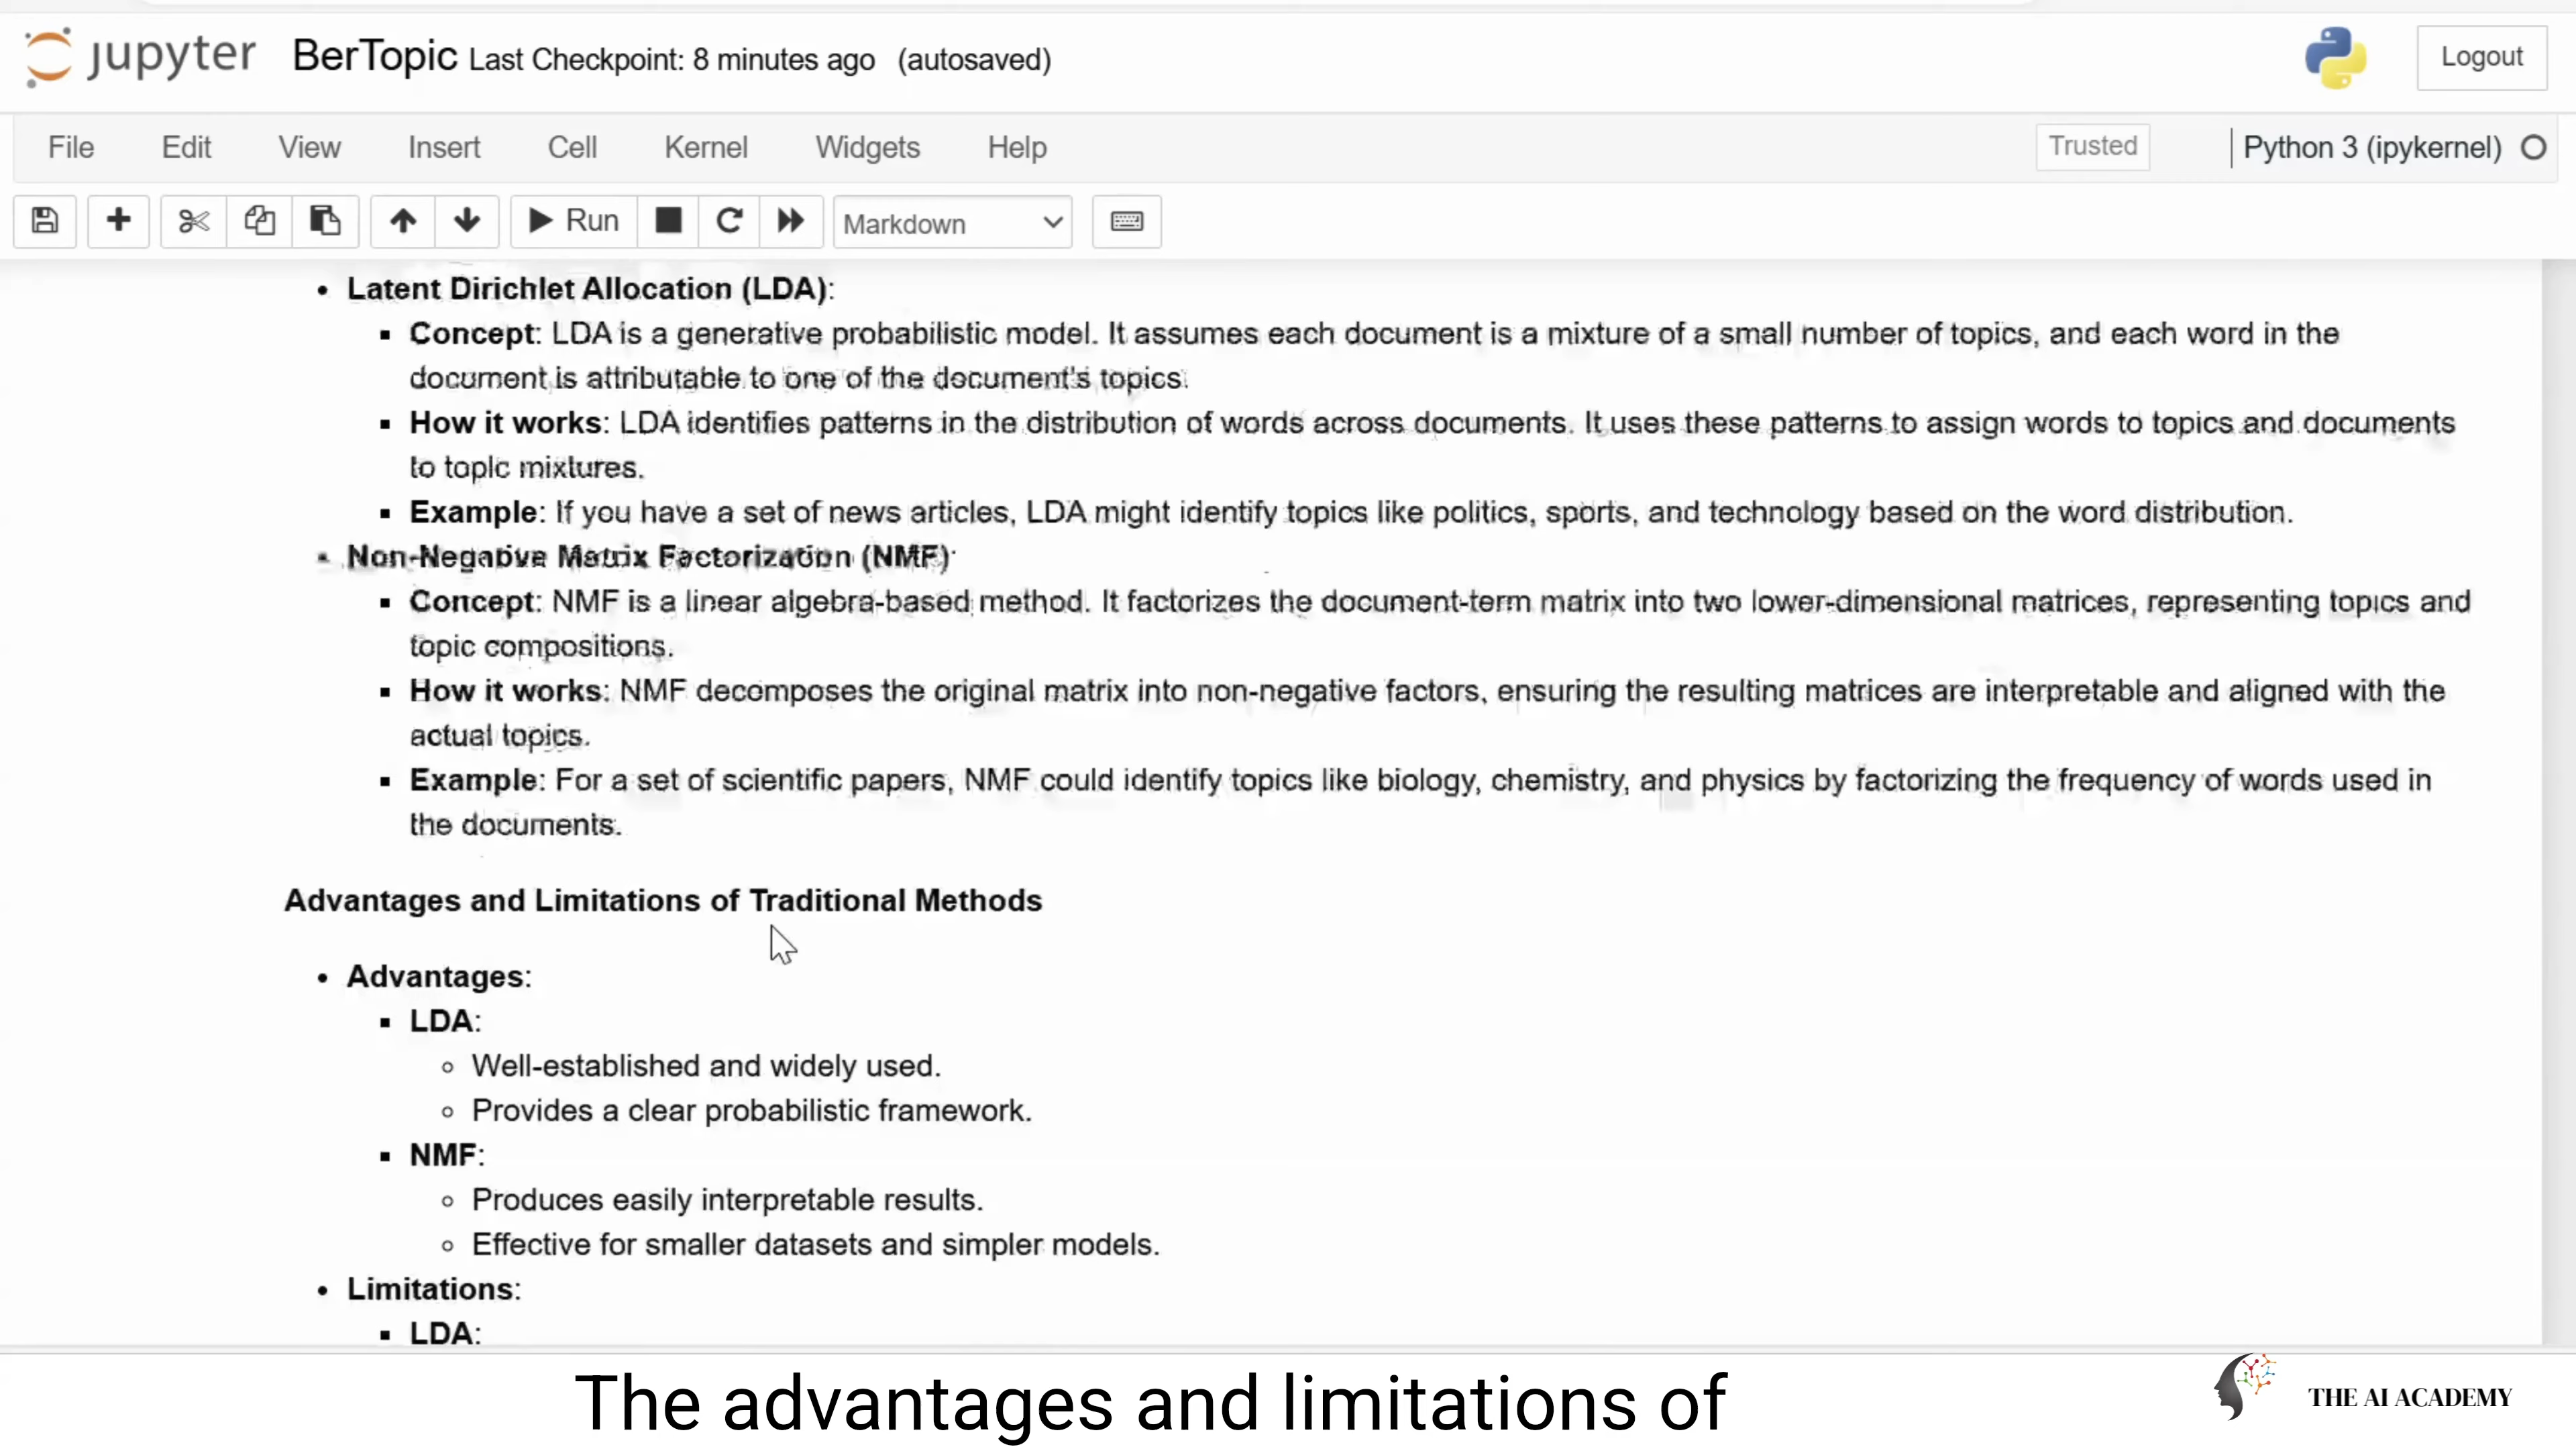 jupyter BerTopic Last Checkpoint: 8 minutes ago (autosaved) Logout
File Edit View Insert Cell Kernel Widgets Help Trusted Python 3 (ipykernel)
Run Markdown
• Latent Dirichlet Allocation (LDA):
▪ Concept: LDA is a generative probabilistic model. It assumes each document is a mixture of a small number of topics, and each word in the
document is attributable to one of the document's topics.
▪ How it works: LDA identifies patterns in the distribution of words across documents. It uses these patterns to assign words to topics and documents
to topic mixtures.
▪ Example: If you have a set of news articles, LDA might identify topics like politics, sports, and technology based on the word distribution.
• Non-Negative Matrix Factorization (NMF):
▪ Concept: NMF is a linear algebra-based method. It factorizes the document-term matrix into two lower-dimensional matrices, representing topics and
topic compositions.
▪ How it works: NMF decomposes the original matrix into non-negative factors, ensuring the resulting matrices are interpretable and aligned with the
actual topics.
▪ Example: For a set of scientific papers, NMF could identify topics like biology, chemistry, and physics by factorizing the frequency of words used in
the documents.
Advantages and Limitations of Traditional Methods
• Advantages:
▪ LDA:
◦ Well-established and widely used.
◦ Provides a clear probabilistic framework.
▪ NMF:
◦ Produces easily interpretable results.
◦ Effective for smaller datasets and simpler models.
• Limitations:
▪ LDA:
The advantages and limitations of
THE AI ACADEMY